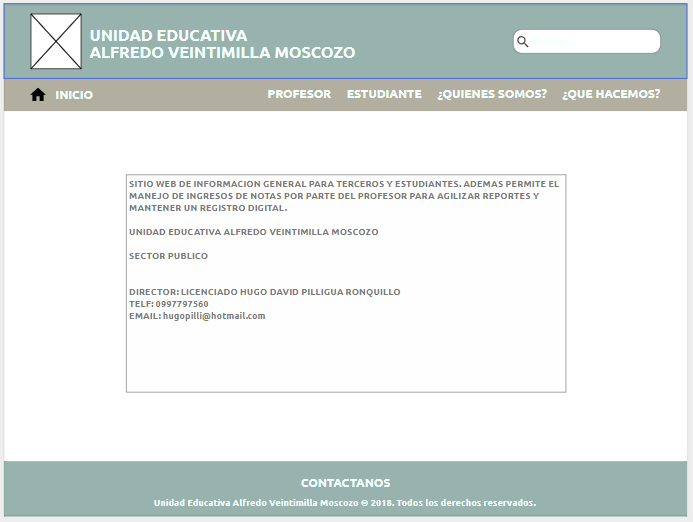 UNIDAD EDUCATIVA
ALFREDO VEINTIMILLA MOSCOZO
INICIO
PROFESOR
ESTUDIANTE
¿QUIENES SOMOS?
¿QUE HACEMOS?
SITIO WEB DE INFORMACION GENERAL PARA TERCEROS Y ESTUDIANTES. ADEMAS PERMITE EL
MANEJO DE INGRESOS DE NOTAS POR PARTE DEL PROFESOR PARA AGILIZAR REPORTES Y
MANTENER UN REGISTRO DIGITAL.
UNIDAD EDUCATIVA ALFREDO VEINTIMILLA MOSCOZO
SECTOR PUBLICO
DIRECTOR: LICENCIADO HUGO DAVID PILLIGUA RONQUILLO
TELF: 0997797560
EMAIL: hugopilli@hotmail.com
CONTACTANOS
Unidad Educativa Alfredo Veintimilla Moscozo © 2018. Todos los derechos reservados.